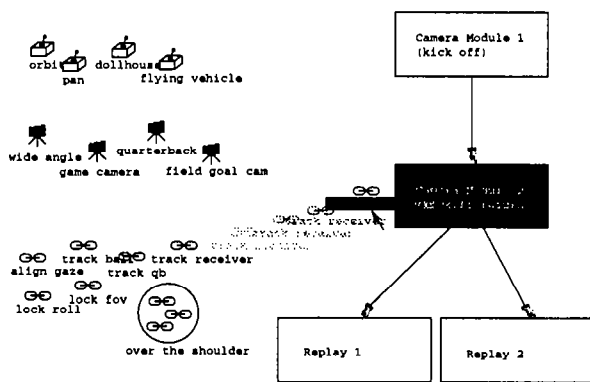 orbit
dollhouse
pan
flying vehicle
Camera Module 1
(kick off)
wide angle
quarterback
game camera
field goal cam
track receiver
track ball
track receiver
align gaze
track qb
lock roll
lock fov
over the shoulder
Replay 1
Replay 2